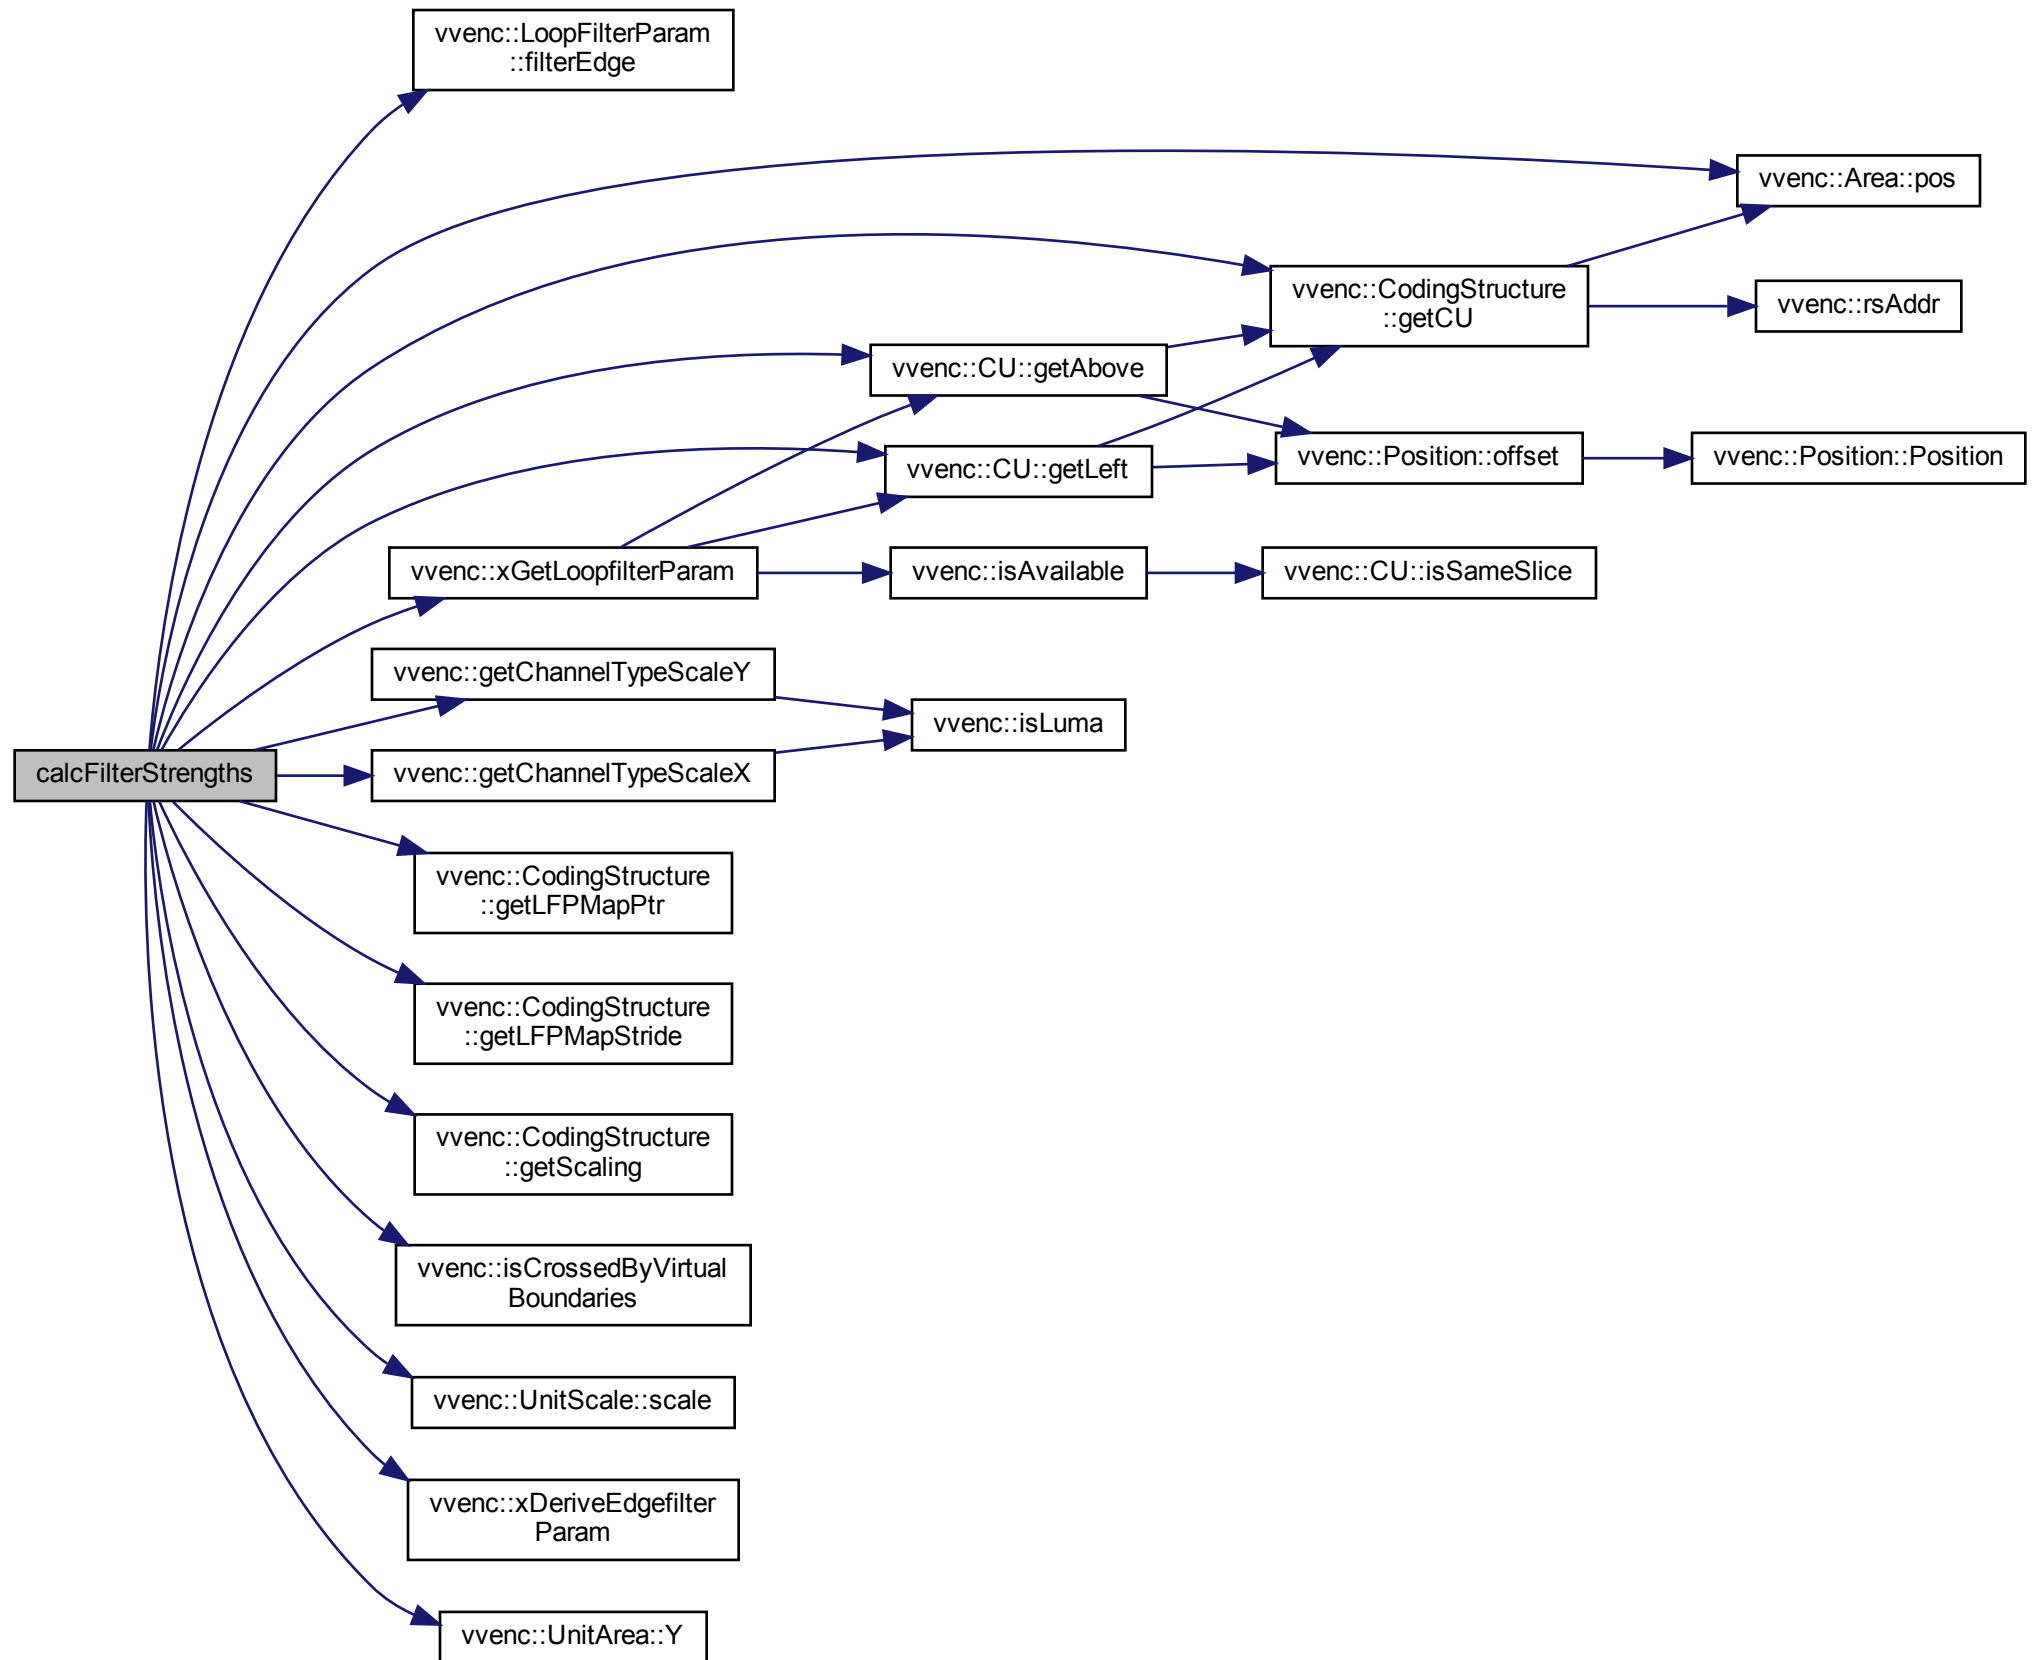 vvenc::LoopFilterParam
::filterEdge
vvenc::Area::pos
vvenc::CodingStructure
::getCU
vvenc::rsAddr
vvenc::CU::getAbove
vvenc::CU::getLeft
vvenc::Position::offset
vvenc::Position::Position
vvenc::xGetLoopfilterParam
vvenc::isAvailable
vvenc::CU::isSameSlice
vvenc::getChannelTypeScaleY
vvenc::isLuma
calcFilterStrengths
vvenc::getChannelTypeScaleX
vvenc::CodingStructure
::getLFPMapPtr
vvenc::CodingStructure
::getLFPMapStride
vvenc::CodingStructure
::getScaling
vvenc::isCrossedByVirtual
Boundaries
vvenc::UnitScale::scale
vvenc::xDeriveEdgefilter
Param
vvenc::UnitArea::Y